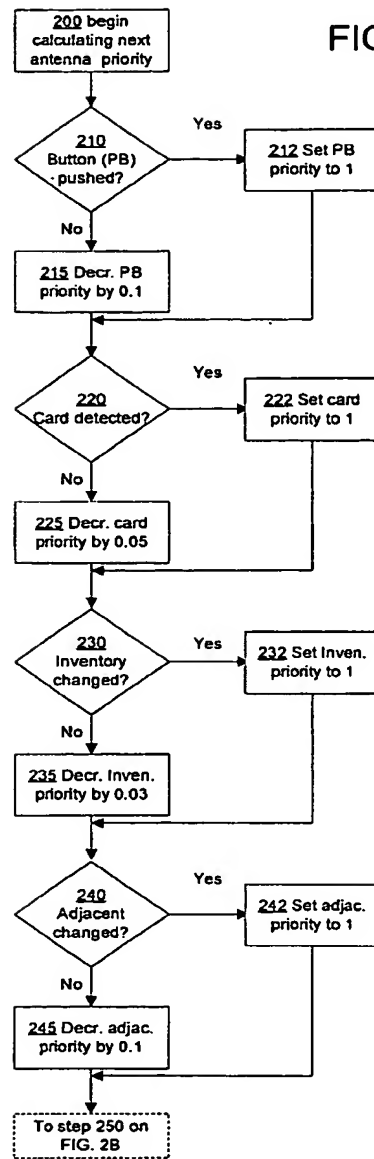 FIG
200 begin
calculating next
antenna priority
210
Button (PB)
pushed?
Yes
212 Set PB
priority to 1
No
215 Decr. PB
priority by 0.1
220
Card detected?
Yes
222 Set card
priority to 1
No
225 Decr. card
priority by 0.05
230
Inventory
changed?
Yes
232 Set Inven.
priority to 1
No
235 Decr. Inven.
priority by 0.03
240
Adjacent
changed?
Yes
242 Set adjac.
priority to 1
No
245 Decr. adjac.
priority by 0.1
To step 250 on
FIG. 2B